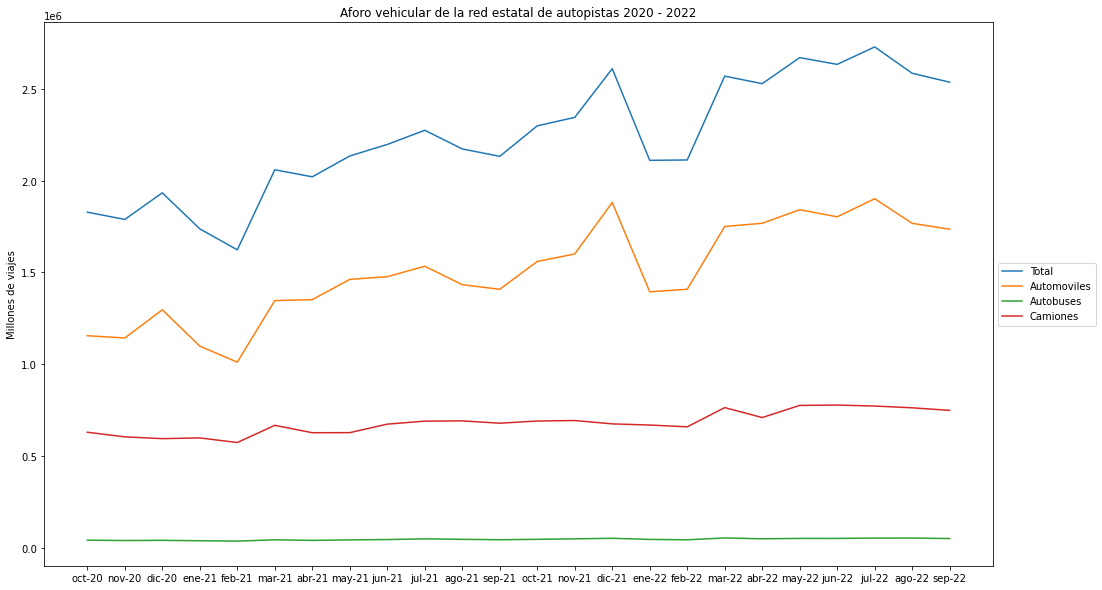 Aforo vehicular de la red estatal de autopistas 2020 - 2022
1e6
2.5
2.0
1.5
1.0
0.5
0.0
Millones de viajes
oct-20 nov-20 dic-20 ene-21 feb-21 mar-21 abr-21 may-21 jun-21 jul-21 ago-21 sep-21 oct-21 nov-21 dic-21 ene-22 feb-22 mar-22 abr-22 may-22 jun-22 jul-22 ago-22 sep-22
Total
Automoviles
Autobuses
Camiones